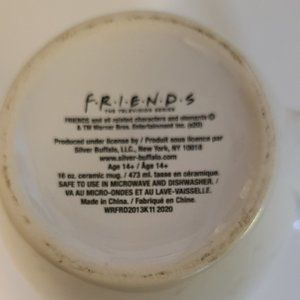 F·R·I·E·N·D·S
THE TELEVISION SERIES
FRIENDS and all related characters and elements ©
& TM Warner Bros. Entertainment Inc. (s20)
Produced under license by / Produit sous licence par
Silver Buffalo, LLC., New York, NY 10018
www.silver-buffalo.com
Age 14+ / Âge 14+
16 oz. ceramic mug. / 473 ml. tasse en céramique.
SAFE TO USE IN MICROWAVE AND DISHWASHER. /
VA AU MICRO-ONDES ET AU LAVE-VAISSELLE.
Made in China. / Fabriqué en Chine.
WRFRD2013K11 2020